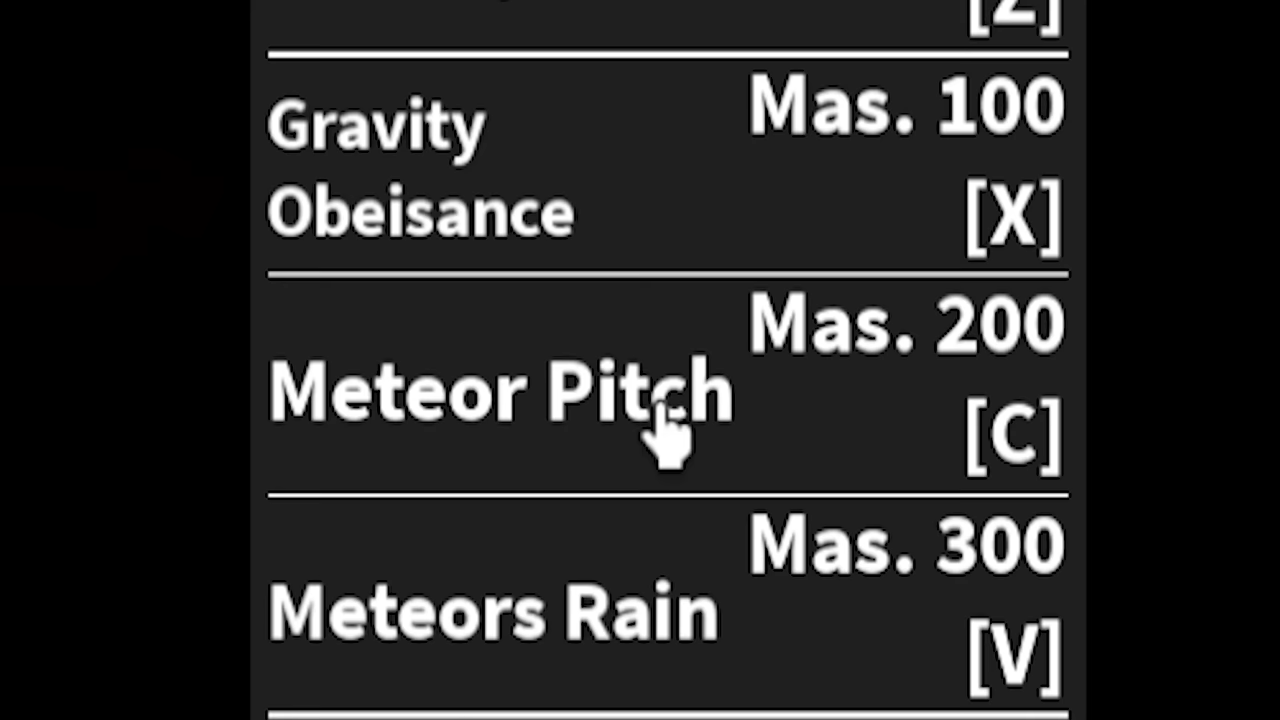 [Z]
Gravity
Obeisance
Mas. 100
[X]
Meteor Pitch
Mas. 200
[C]
Meteors Rain
Mas. 300
[V]